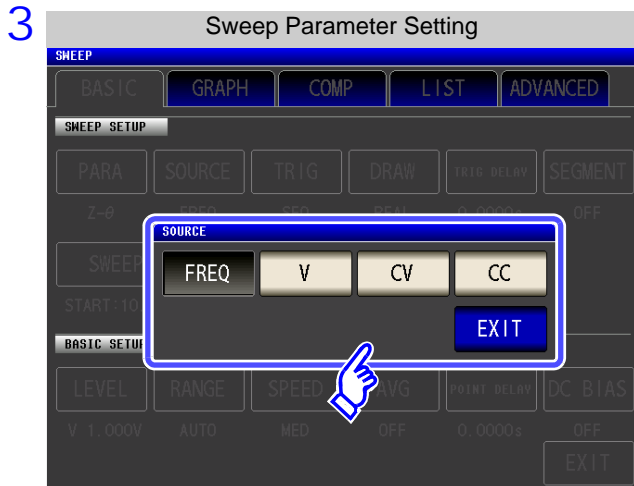 3
Sweep Parameter Setting
SWEEP
BASIC GRAPH COMP LIST ADVANCED
SWEEP SETUP
PARA SOURCE TRIG DRAW TRIG DELAY SEGMENT
Z-θ FREQ SEQ REAL 0.0000s OFF
SOURCE
SWEEP FREQ V CV CC
START:10
EXIT
BASIC SETUP
LEVEL RANGE SPEED AVG POINT DELAY DC BIAS
V 1.000V AUTO MED OFF 0.0000s OFF
EXIT